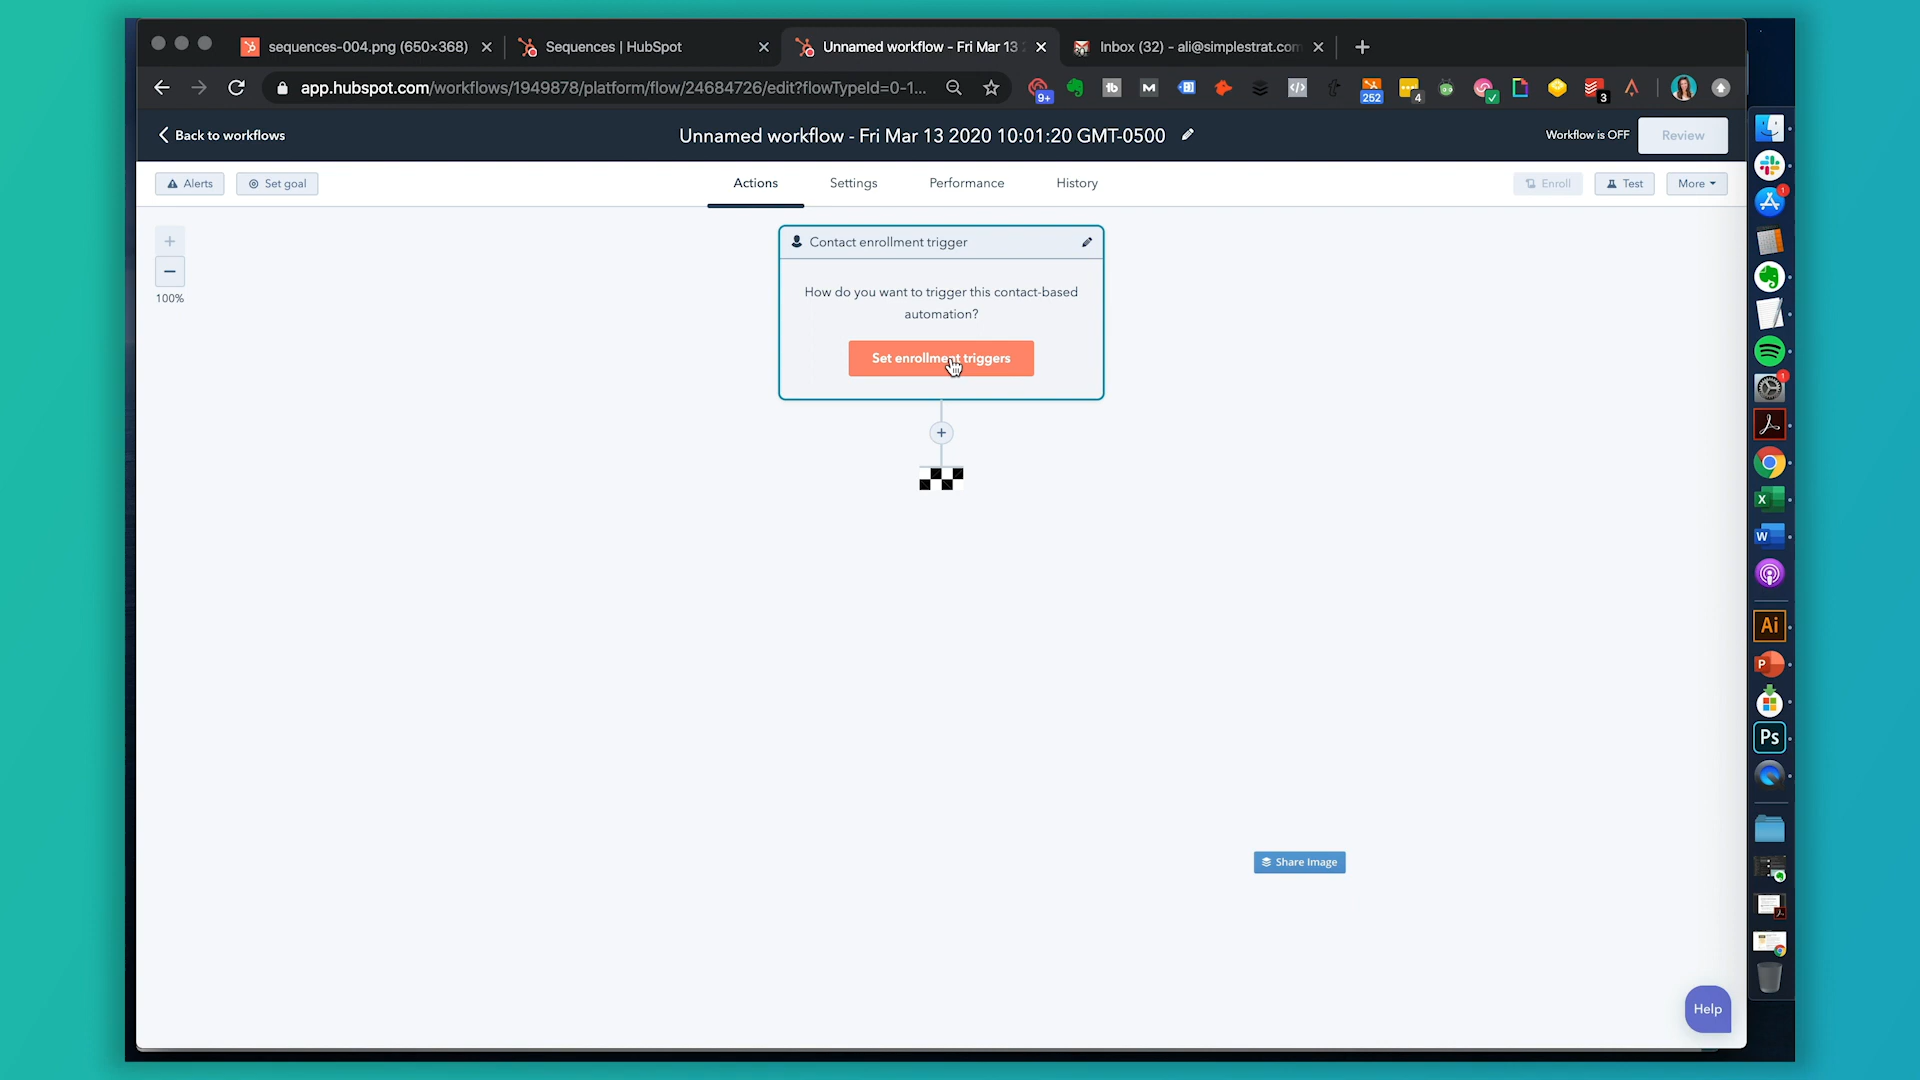 sequences-004.png (650×368)
Sequences | HubSpot
Unnamed workflow - Fri Mar 13
Inbox (32) - ali@simplestrat.com
app.hubspot.com/workflows/1949878/platform/flow/24684726/edit?flowTypeId=0-1...
9+
252
4
3
Back to workflows
Unnamed workflow - Fri Mar 13 2020 10:01:20 GMT-0500
Workflow is OFF
Review
Alerts
Set goal
Actions
Settings
Performance
History
Enroll
Test
More
100%
Contact enrollment trigger
How do you want to trigger this contact-based
automation?
Set enrollment triggers
Share Image
Help
1
1
Ai
Ps